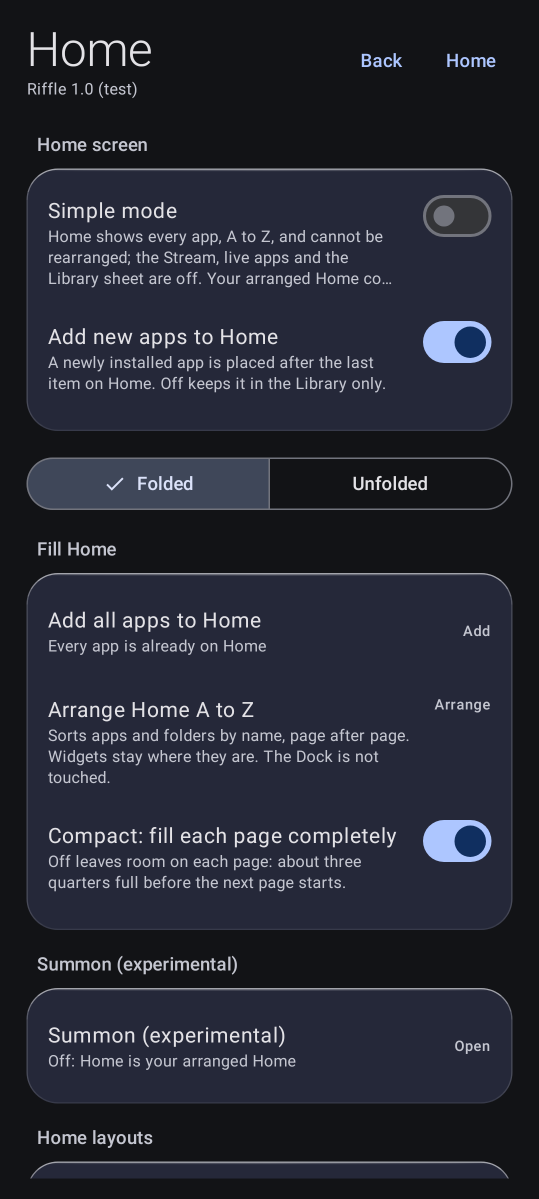 Home
Back
Home
Riffle 1.0 (test)
Home screen
Simple mode
Home shows every app, A to Z, and cannot be
rearranged; the Stream, live apps and the
Library sheet are off. Your arranged Home co…
Add new apps to Home
A newly installed app is placed after the last
item on Home. Off keeps it in the Library only.
Folded
Unfolded
Fill Home
Add all apps to Home
Every app is already on Home
Add
Arrange Home A to Z
Arrange
Sorts apps and folders by name, page after page.
Widgets stay where they are. The Dock is not
touched.
Compact: fill each page completely
Off leaves room on each page: about three
quarters full before the next page starts.
Summon (experimental)
Summon (experimental)
Off: Home is your arranged Home
Open
Home layouts